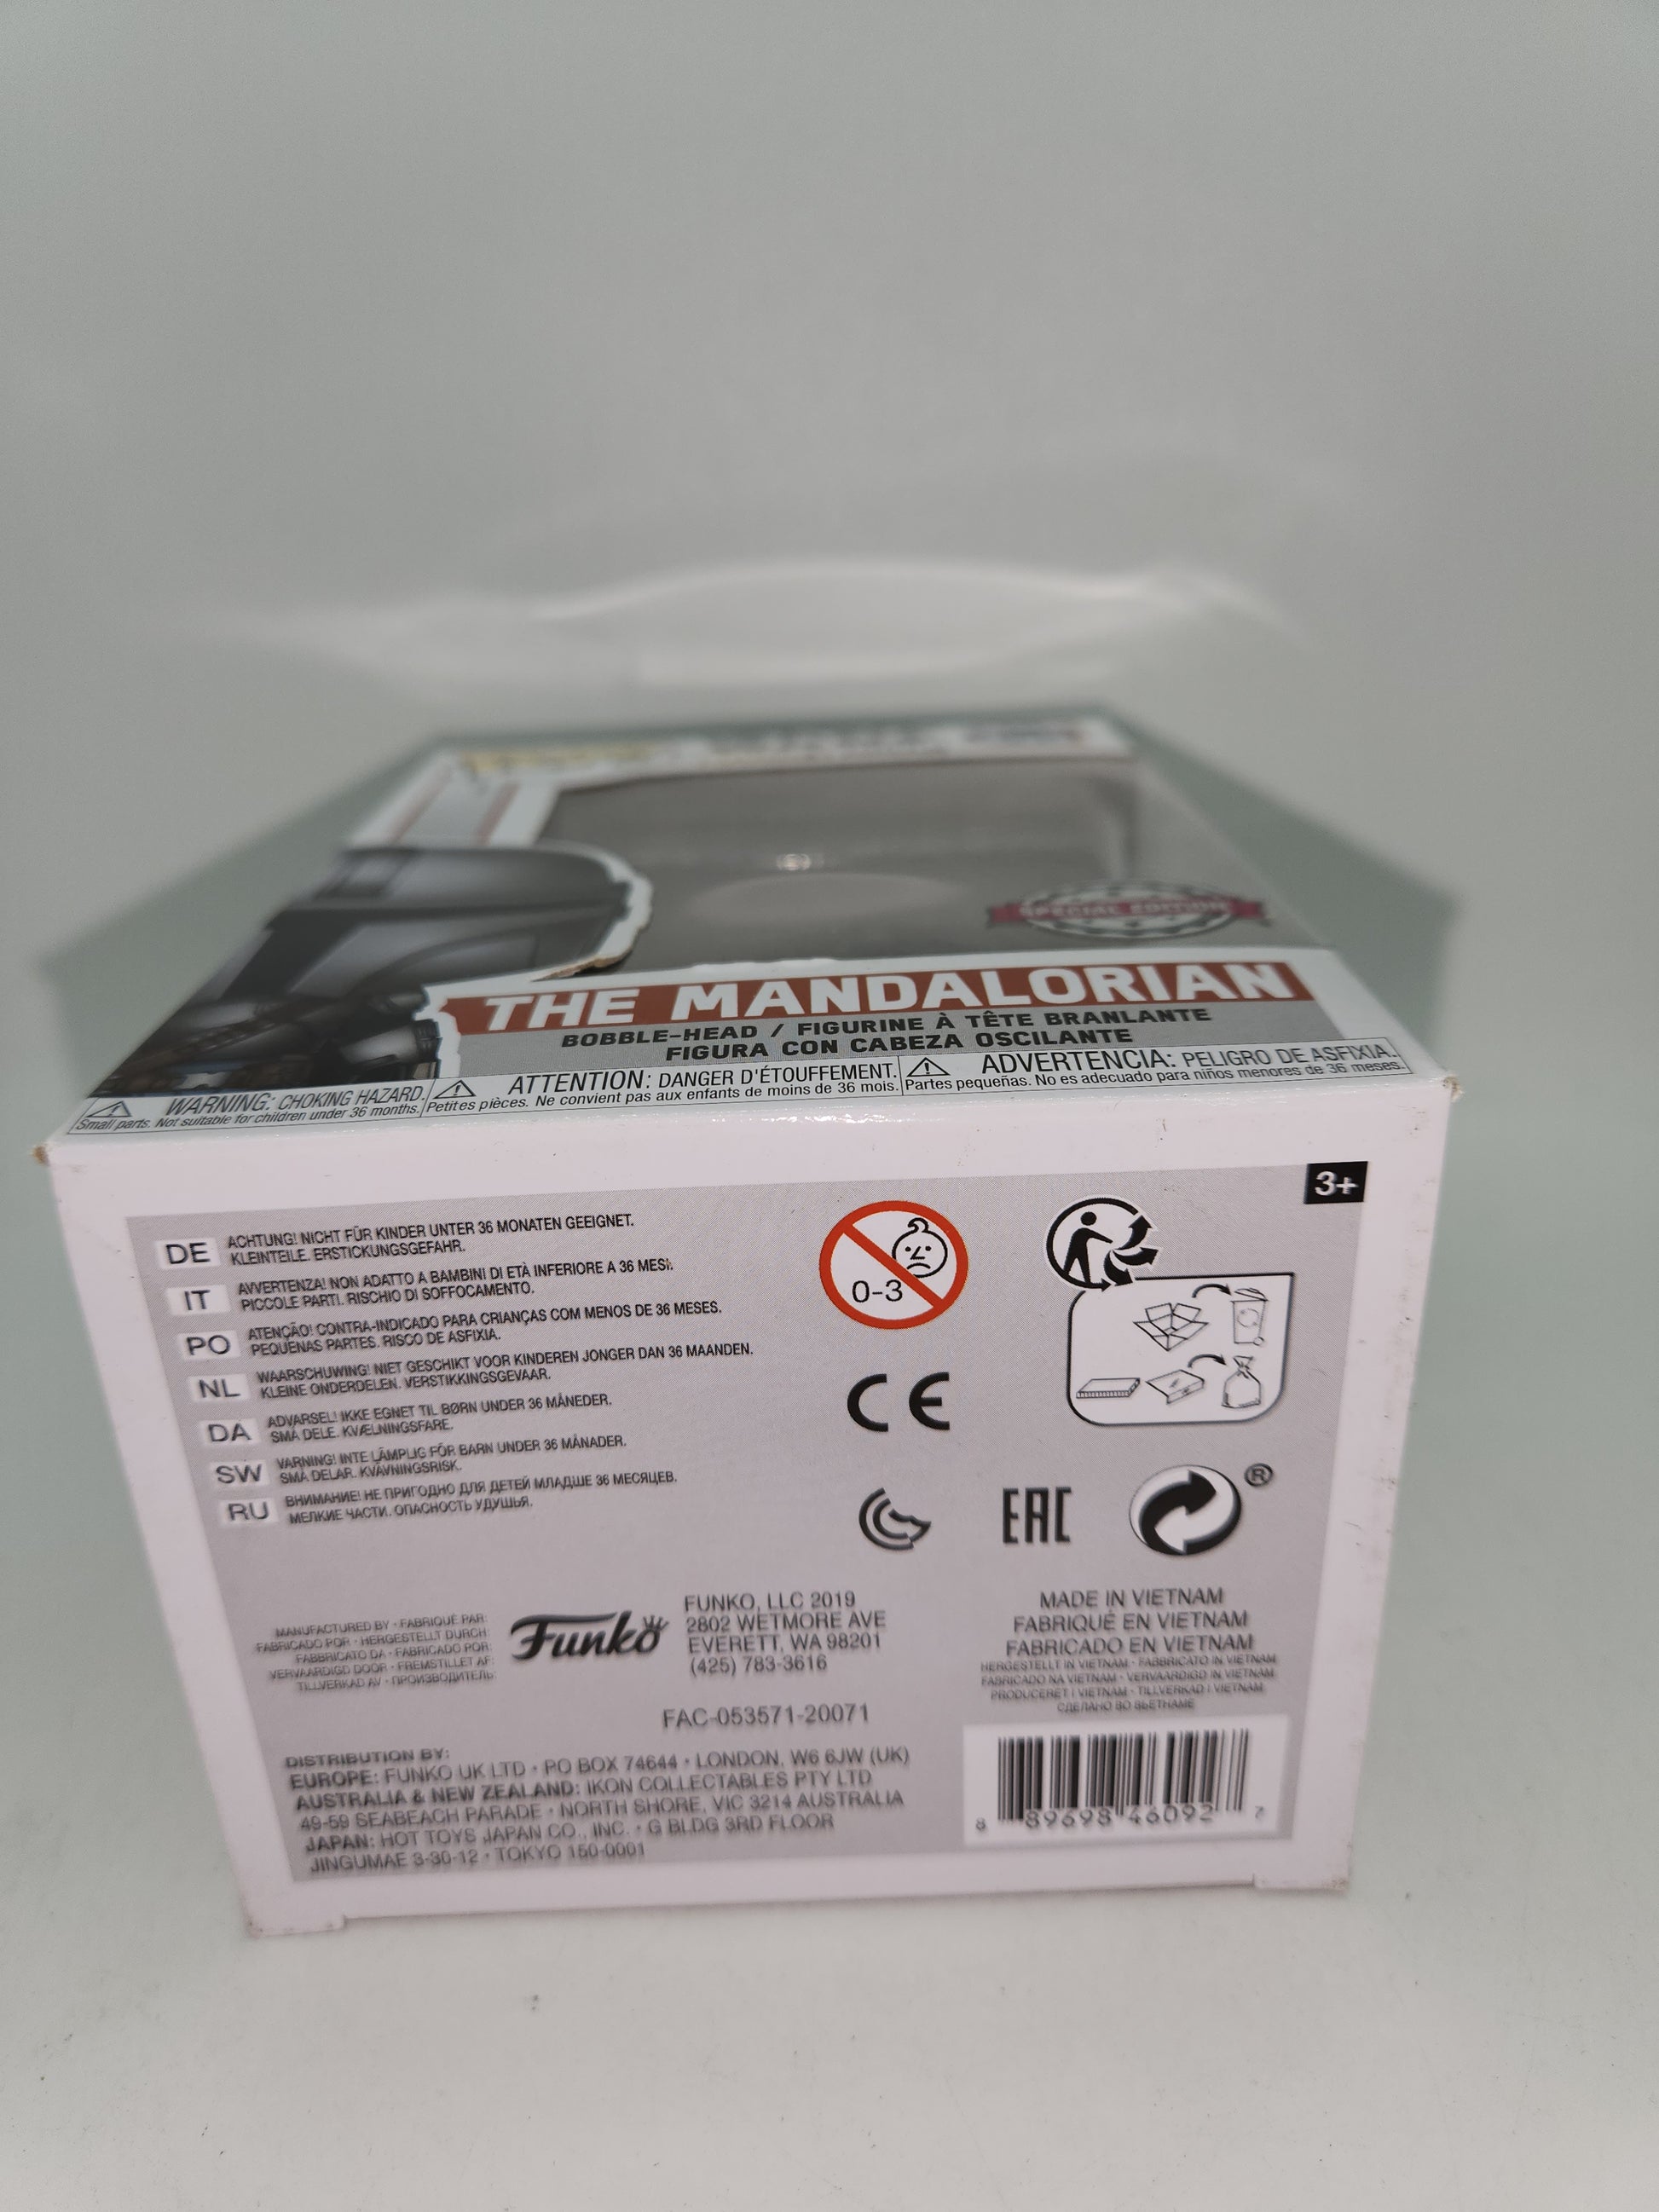 SPECIAL EDITION
THE MANDALORIAN
BOBBLE-HEAD / FIGURINE À TÊTE BRANLANTE
FIGURA CON CABEZA OSCILANTE
WARNING: CHOKING HAZARD.
Small parts. Not suitable for children under 36 months.
ATTENTION: DANGER D'ÉTOUFFEMENT.
Petites pièces. Ne convient pas aux enfants de moins de 36 mois.
ADVERTENCIA: PELIGRO DE ASFIXIA.
Partes pequeñas. No es adecuado para niños menores de 36 meses.
3+
DE ACHTUNG! NICHT FÜR KINDER UNTER 36 MONATEN GEEIGNET.
KLEINTEILE. ERSTICKUNGSGEFAHR.
IT AVVERTENZA! NON ADATTO A BAMBINI DI ETÀ INFERIORE A 36 MESI.
PICCOLE PARTI. RISCHIO DI SOFFOCAMENTO.
PO ATENÇÃO! CONTRA-INDICADO PARA CRIANÇAS COM MENOS DE 36 MESES.
PEQUENAS PARTES. RISCO DE ASFIXIA.
NL WAARSCHUWING! NIET GESCHIKT VOOR KINDEREN JONGER DAN 36 MAANDEN.
KLEINE ONDERDELEN. VERSTIKKINGSGEVAAR.
DA ADVARSEL! IKKE EGNET TIL BØRN UNDER 36 MÅNEDER.
SMÅ DELE. KVÆLNINGSFARE.
SW VARNING! INTE LÄMPLIG FÖR BARN UNDER 36 MÅNADER.
SMÅ DELAR. KVÄVNINGSRISK.
RU ВНИМАНИЕ! НЕ ПРИГОДНО ДЛЯ ДЕТЕЙ МЛАДШЕ 36 МЕСЯЦЕВ.
МЕЛКИЕ ЧАСТИ. ОПАСНОСТЬ УДУШЬЯ.
0-3
CE
EAC
®
MANUFACTURED BY · FABRIQUÉ PAR:
FABRICADO POR · HERGESTELLT DURCH:
FABBRICATO DA · FABRICADO POR:
VERVAARDIGD DOOR · FREMSTILLET AF:
TILLVERKAD AV · ПРОИЗВОДИТЕЛЬ:
Funko
FUNKO, LLC 2019
2802 WETMORE AVE
EVERETT, WA 98201
(425) 783-3616
FAC-053571-20071
MADE IN VIETNAM
FABRIQUÉ EN VIETNAM
FABRICADO EN VIETNAM
HERGESTELLT IN VIETNAM · FABBRICATO IN VIETNAM
FABRICADO NA VIETNAM · VERVAARDIGD IN VIETNAM
PRODUCERET I VIETNAM · TILLVERKAD I VIETNAM
СДЕЛАНО ВО ВЬЕТНАМЕ
DISTRIBUTION BY:
EUROPE: FUNKO UK LTD · PO BOX 74644 · LONDON, W6 6JW (UK)
AUSTRALIA & NEW ZEALAND: IKON COLLECTABLES PTY LTD
49-59 SEABEACH PARADE · NORTH SHORE, VIC 3214 AUSTRALIA
JAPAN: HOT TOYS JAPAN CO., INC. · G BLDG 3RD FLOOR
JINGUMAE 3-30-12 · TOKYO 150-0001
8 89698 46092 7